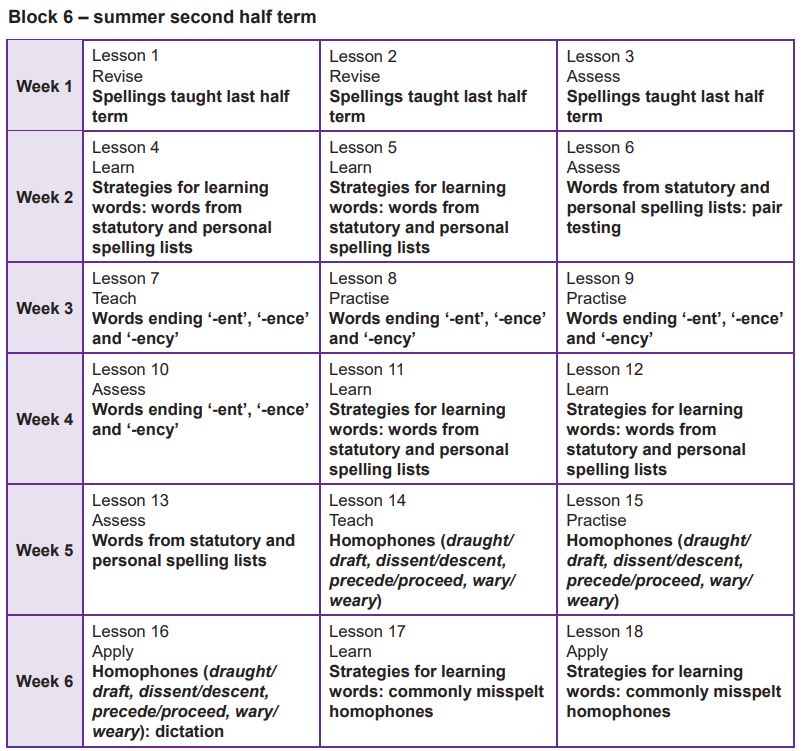 Block 6 – summer second half term
Week 1
Lesson 1
Revise
Spellings taught last half
term
Lesson 2
Revise
Spellings taught last half
term
Lesson 3
Assess
Spellings taught last half
term
Week 2
Lesson 4
Learn
Strategies for learning
words: words from
statutory and personal
spelling lists
Lesson 5
Learn
Strategies for learning
words: words from
statutory and personal
spelling lists
Lesson 6
Assess
Words from statutory and
personal spelling lists: pair
testing
Week 3
Lesson 7
Teach
Words ending ‘-ent’, ‘-ence’
and ‘-ency’
Lesson 8
Practise
Words ending ‘-ent’, ‘-ence’
and ‘-ency’
Lesson 9
Practise
Words ending ‘-ent’, ‘-ence’
and ‘-ency’
Week 4
Lesson 10
Assess
Words ending ‘-ent’, ‘-ence’
and ‘-ency’
Lesson 11
Learn
Strategies for learning
words: words from
statutory and personal
spelling lists
Lesson 12
Learn
Strategies for learning
words: words from
statutory and personal
spelling lists
Week 5
Lesson 13
Assess
Words from statutory and
personal spelling lists
Lesson 14
Teach
Homophones (draught/
draft, dissent/descent,
precede/proceed, wary/
weary)
Lesson 15
Practise
Homophones (draught/
draft, dissent/descent,
precede/proceed, wary/
weary)
Week 6
Lesson 16
Apply
Homophones (draught/
draft, dissent/descent,
precede/proceed, wary/
weary): dictation
Lesson 17
Learn
Strategies for learning
words: commonly misspelt
homophones
Lesson 18
Apply
Strategies for learning
words: commonly misspelt
homophones